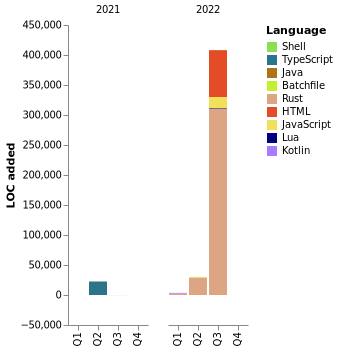 2021
2022
Language
Shell
TypeScript
Java
Batchfile
Rust
HTML
JavaScript
Lua
Kotlin
LOC added
450,000
400,000
350,000
300,000
250,000
200,000
150,000
100,000
50,000
0
−50,000
Q1
Q2
Q3
Q4
Q1
Q2
Q3
Q4